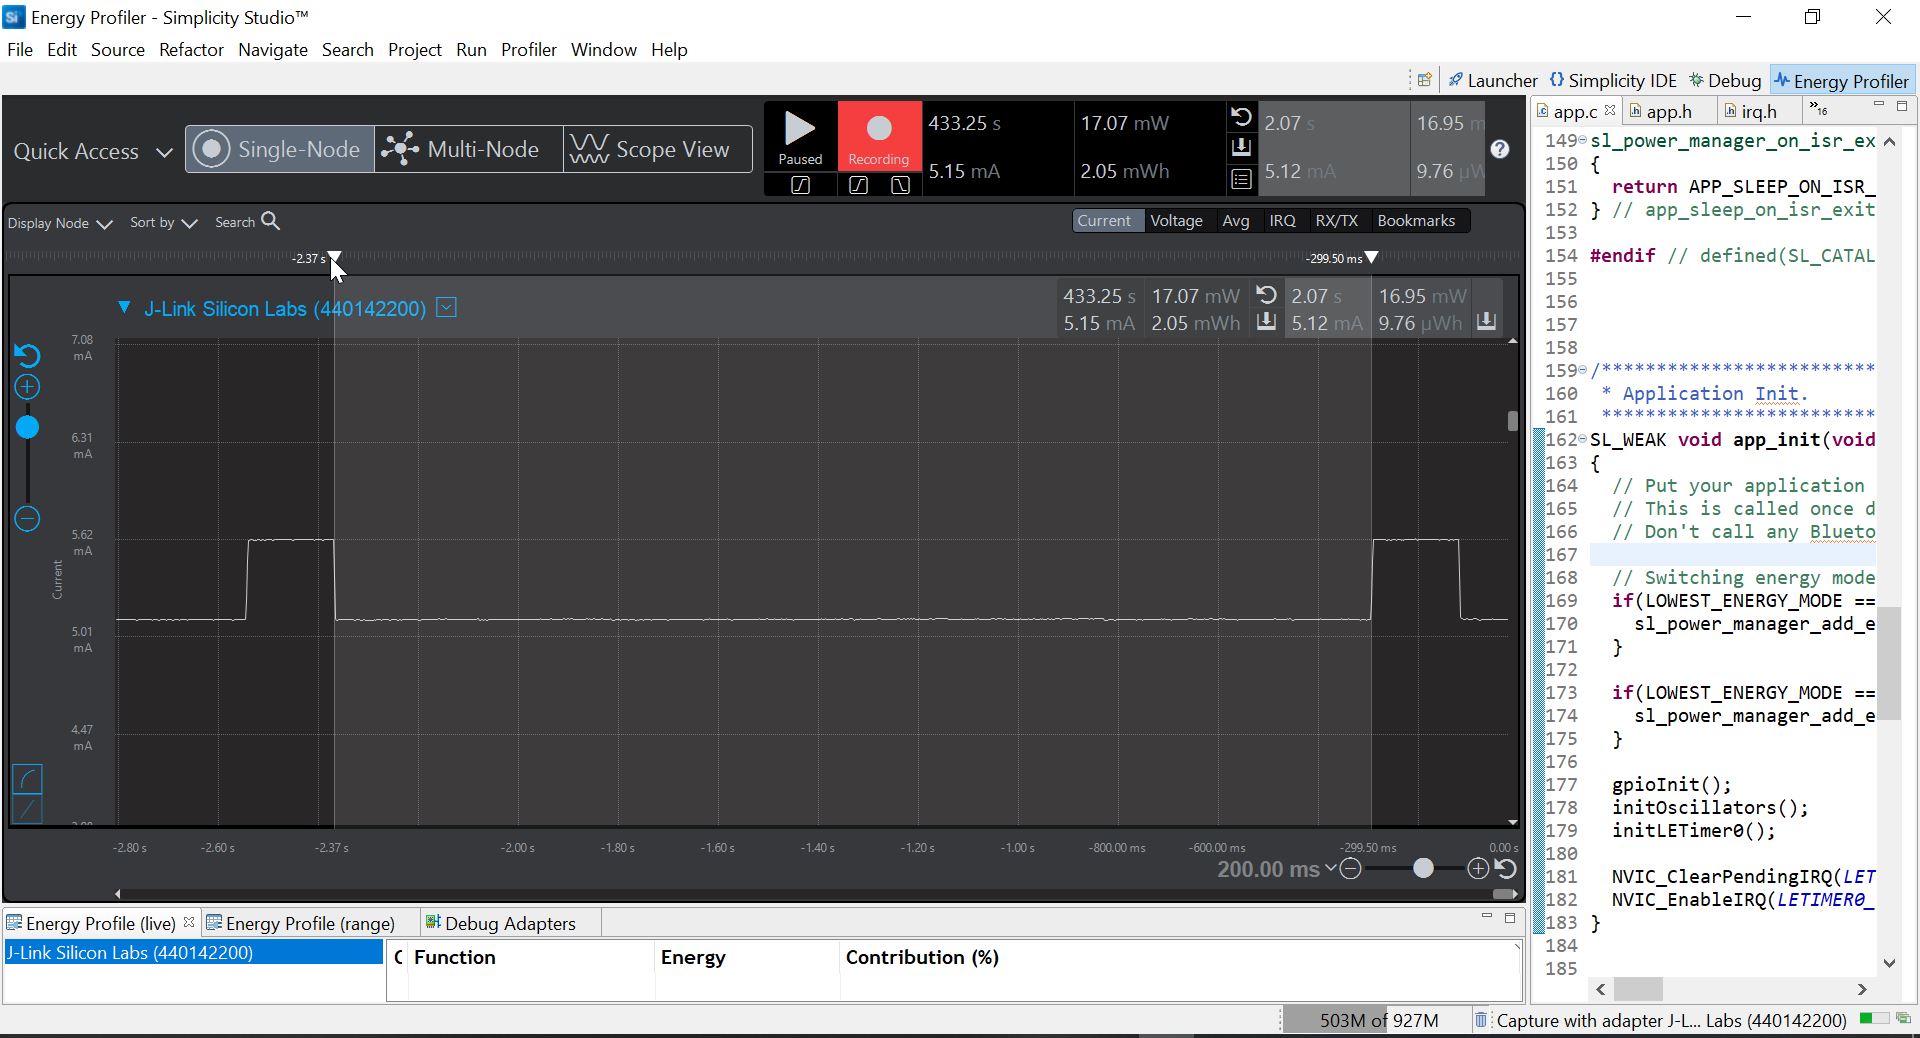 Si Energy Profiler - Simplicity Studio™
File Edit Source Refactor Navigate Search Project Run Profiler Window Help
Launcher {} Simplicity IDE Debug Energy Profiler
Quick Access Single-Node Multi-Node Scope View
Paused
Recording
433.25 s 17.07 mW 2.07 s 16.95 m
5.15 mA 2.05 mWh 5.12 mA 9.76 µW
?
Display Node Sort by Search
Current Voltage Avg IRQ RX/TX Bookmarks
-2.37 s -299.50 ms
J-Link Silicon Labs (440142200)
433.25 s 17.07 mW 2.07 s 16.95 mW
5.15 mA 2.05 mWh 5.12 mA 9.76 µWh
7.08
mA
6.31
mA
5.62
mA
Current
5.01
mA
4.47
mA
-2.80 s -2.60 s -2.37 s -2.00 s -1.80 s -1.60 s -1.40 s -1.20 s -1.00 s -800.00 ms -600.00 ms -299.50 ms 0.00 s
200.00 ms
Energy Profile (live) Energy Profile (range) Debug Adapters
J-Link Silicon Labs (440142200)
C Function Energy Contribution (%)
app.c app.h irq.h »16
149 sl_power_manager_on_isr_ex
150 {
151 return APP_SLEEP_ON_ISR_
152 } // app_sleep_on_isr_exit
153
154 #endif // defined(SL_CATAL
155
156
157
158
159 /*************************
160 * Application Init.
161 *************************
162 SL_WEAK void app_init(void
163 {
164 // Put your application
165 // This is called once d
166 // Don't call any Blueto
167
168 // Switching energy mode
169 if(LOWEST_ENERGY_MODE ==
170 sl_power_manager_add_e
171 }
172
173 if(LOWEST_ENERGY_MODE ==
174 sl_power_manager_add_e
175 }
176
177 gpioInit();
178 initOscillators();
179 initLETimer0();
180
181 NVIC_ClearPendingIRQ(LET
182 NVIC_EnableIRQ(LETIMER0_
183 }
184
185
503M of 927M Capture with adapter J-L... Labs (440142200)